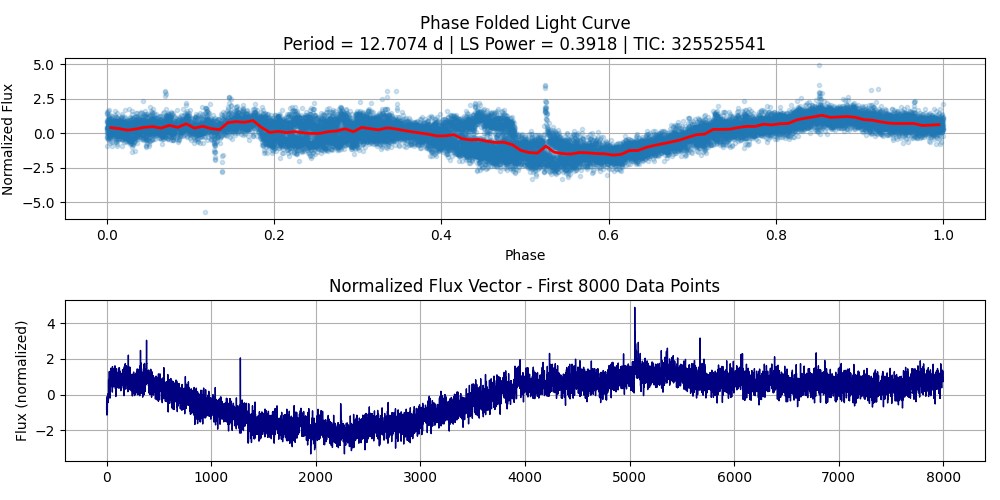 Phase Folded Light Curve
Period = 12.7074 d | LS Power = 0.3918 | TIC: 325525541
Normalized Flux
5.0
2.5
0.0
−2.5
−5.0
0.0 0.2 0.4 0.6 0.8 1.0
Phase
Normalized Flux Vector - First 8000 Data Points
Flux (normalized)
4
2
0
−2
0 1000 2000 3000 4000 5000 6000 7000 8000